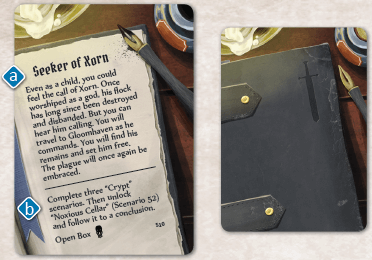 Seeker of Xorn
a
Even as a child, you could
feel the call of Xorn. Once
worshiped as a god, his flock
has long since been destroyed
and disbanded. But you can
hear him calling. You will
travel to Gloomhaven as he
commands. You will find his
remains and set him free.
The plague will once again be
embraced.
b
Complete three "Crypt"
scenarios. Then unlock
"Noxious Cellar" (Scenario 52)
and follow it to a conclusion.
510
Open Box